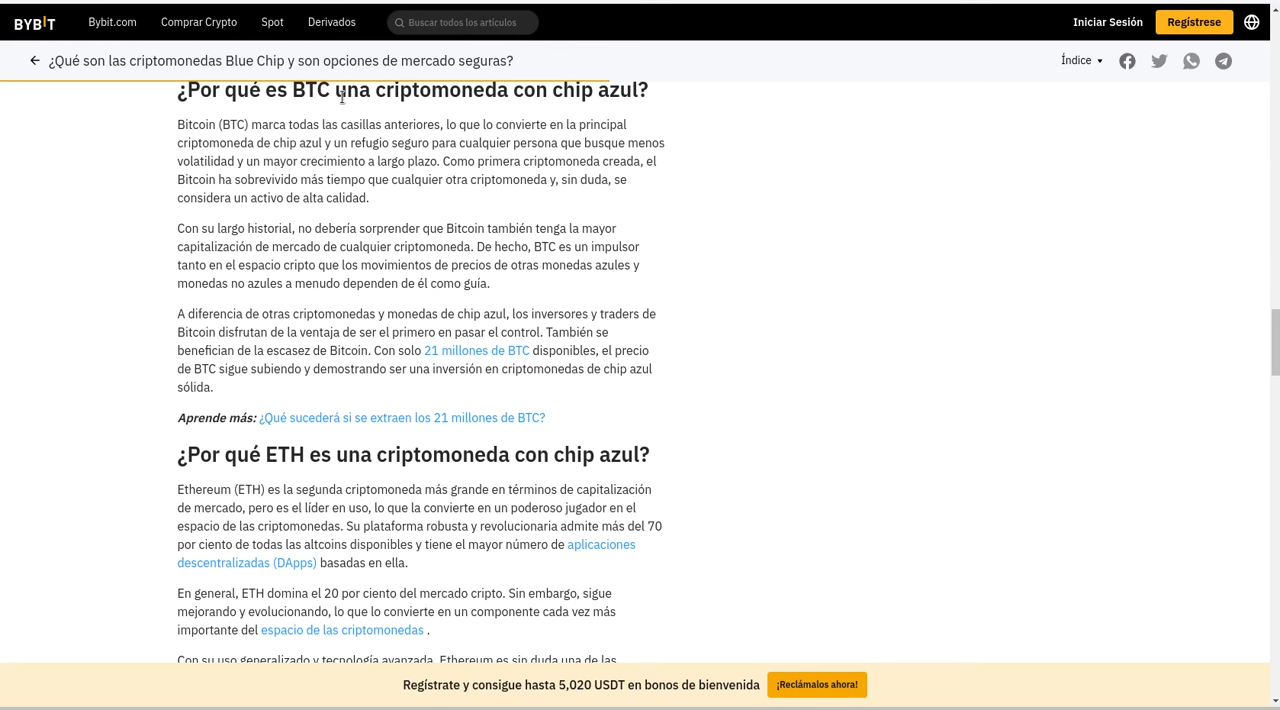 BYBIT
Bybit.com
Comprar Crypto
Spot
Derivados
Buscar todos los artículos
Iniciar Sesión
Regístrese
¿Qué son las criptomonedas Blue Chip y son opciones de mercado seguras?
Índice
¿Por qué es BTC una criptomoneda con chip azul?
Bitcoin (BTC) marca todas las casillas anteriores, lo que lo convierte en la principal
criptomoneda de chip azul y un refugio seguro para cualquier persona que busque menos
volatilidad y un mayor crecimiento a largo plazo. Como primera criptomoneda creada, el
Bitcoin ha sobrevivido más tiempo que cualquier otra criptomoneda y, sin duda, se
considera un activo de alta calidad.
Con su largo historial, no debería sorprender que Bitcoin también tenga la mayor
capitalización de mercado de cualquier criptomoneda. De hecho, BTC es un impulsor
tanto en el espacio cripto que los movimientos de precios de otras monedas azules y
monedas no azules a menudo dependen de él como guía.
A diferencia de otras criptomonedas y monedas de chip azul, los inversores y traders de
Bitcoin disfrutan de la ventaja de ser el primero en pasar el control. También se
benefician de la escasez de Bitcoin. Con solo 21 millones de BTC disponibles, el precio
de BTC sigue subiendo y demostrando ser una inversión en criptomonedas de chip azul
sólida.
Aprende más: ¿Qué sucederá si se extraen los 21 millones de BTC?
¿Por qué ETH es una criptomoneda con chip azul?
Ethereum (ETH) es la segunda criptomoneda más grande en términos de capitalización
de mercado, pero es el líder en uso, lo que la convierte en un poderoso jugador en el
espacio de las criptomonedas. Su plataforma robusta y revolucionaria admite más del 70
por ciento de todas las altcoins disponibles y tiene el mayor número de aplicaciones
descentralizadas (DApps) basadas en ella.
En general, ETH domina el 20 por ciento del mercado cripto. Sin embargo, sigue
mejorando y evolucionando, lo que lo convierte en un componente cada vez más
importante del espacio de las criptomonedas .
Con su uso generalizado y tecnología avanzada, Ethereum es sin duda una de las
Regístrate y consigue hasta 5,020 USDT en bonos de bienvenida
¡Reclámalos ahora!